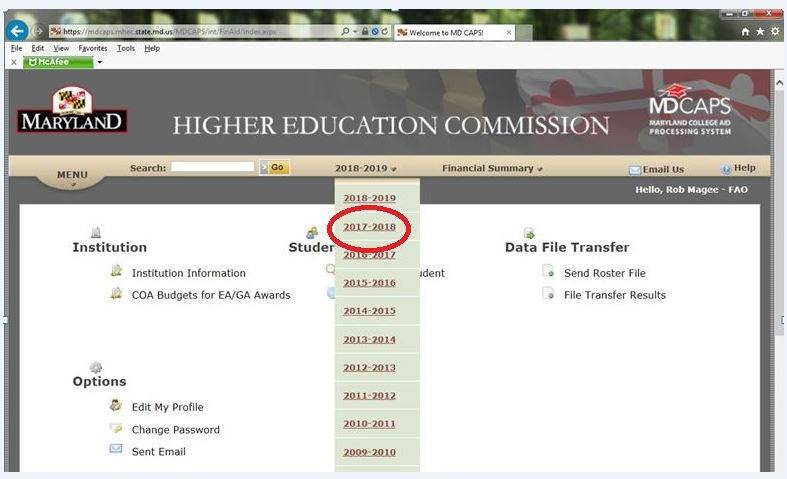 https://mdcaps.mhec.state.md.us/MDCAPS/int/FinAid/index.aspx
Welcome to MD CAPS!
File Edit View Favorites Tools Help
McAfee
MARYLAND
HIGHER EDUCATION COMMISSION
MDCAPS
MARYLAND COLLEGE AID
PROCESSING SYSTEM
MENU
Search: Go 2018-2019 Financial Summary Email Us Help
Hello, Rob Magee - FAO
2018-2019
2017-2018
2016-2017
2015-2016
2014-2015
2013-2014
2012-2013
2011-2012
2010-2011
2009-2010
Institution
Institution Information
COA Budgets for EA/GA Awards
Data File Transfer
Send Roster File
File Transfer Results
Options
Edit My Profile
Change Password
Sent Email